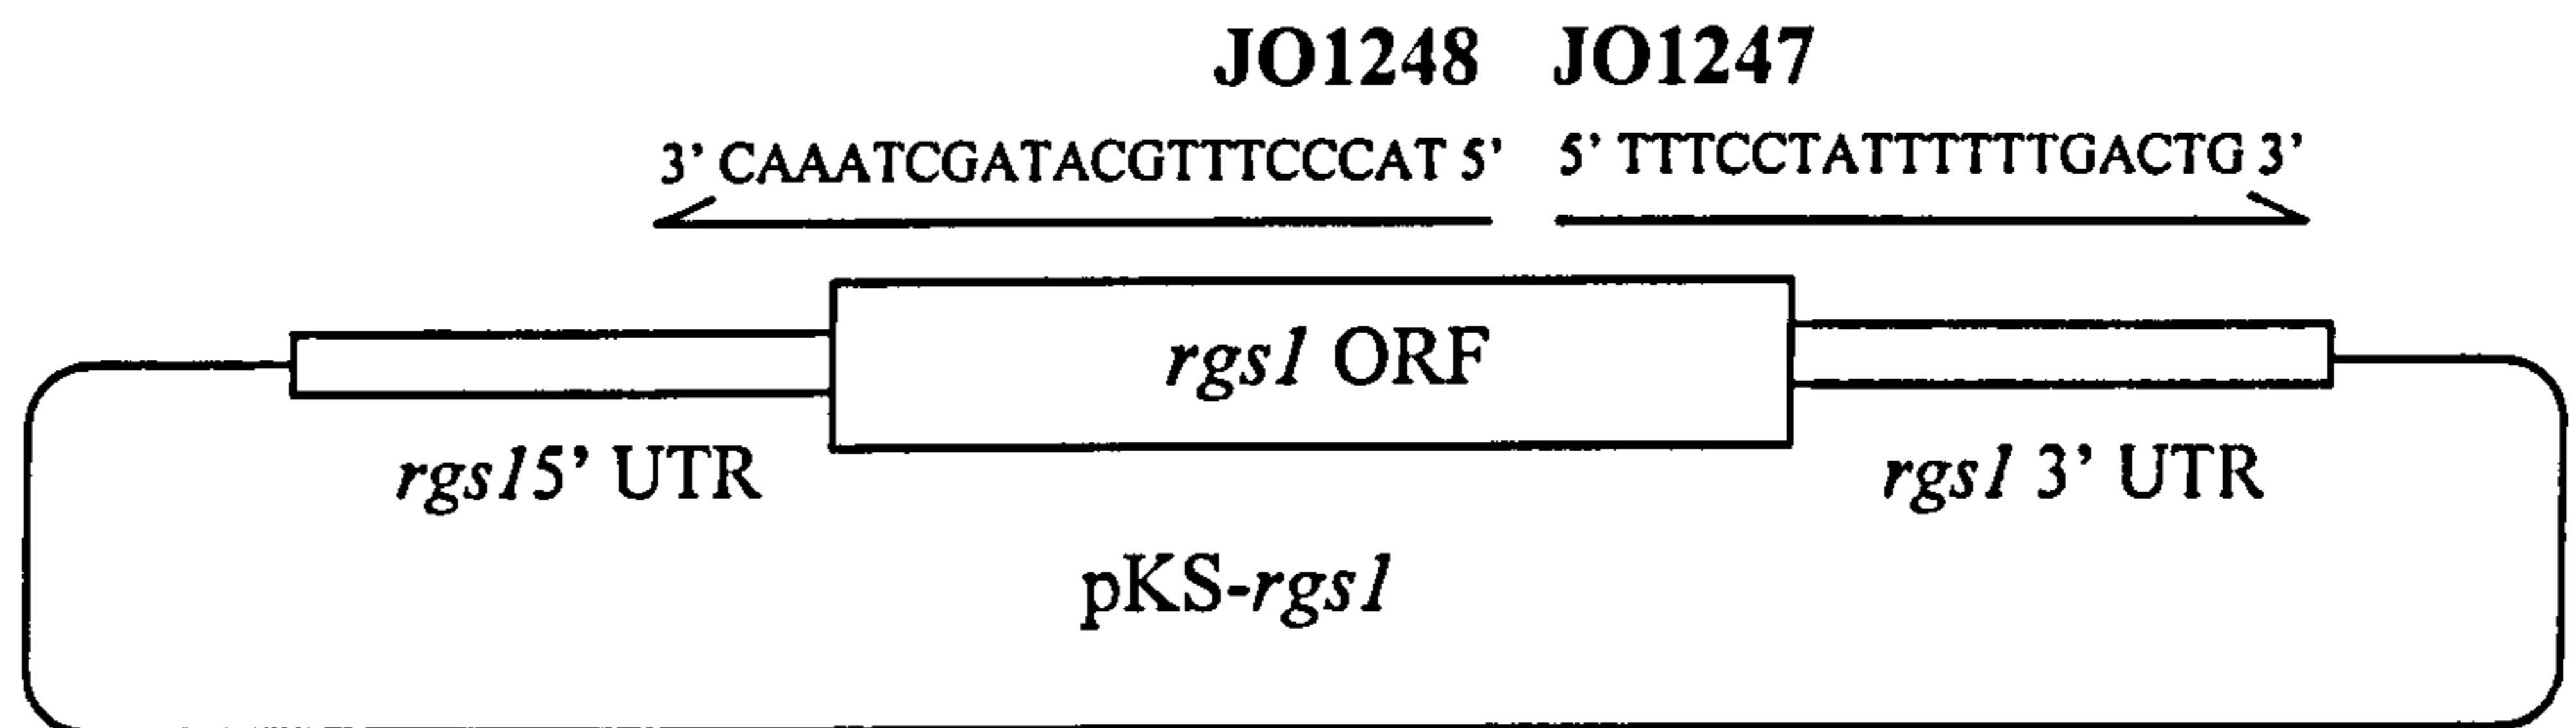 JO1248 JO1247
3’ CAAATCGATACGTTTCCCAT 5’ 5’ TTTCCTATTTTTTGACTG 3’
rgs1 ORF
rgs1 5’ UTR rgs1 3’ UTR
pKS-rgs1